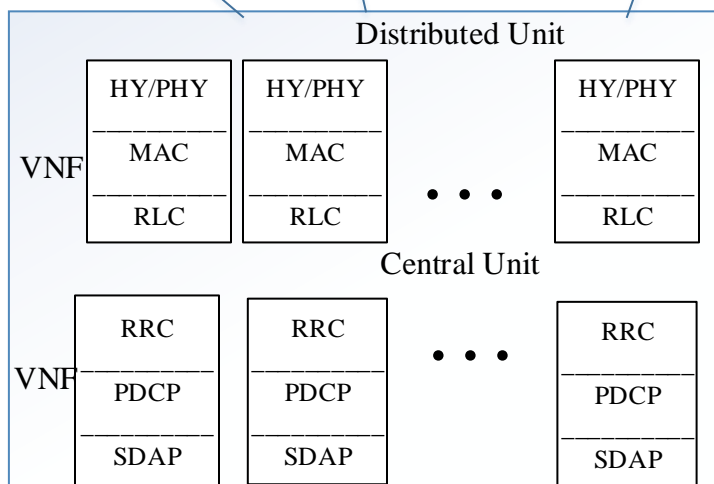 Distributed Unit
HY/PHY HY/PHY HY/PHY
VNF MAC MAC • • • MAC
RLC RLC RLC
Central Unit
RRC RRC • • • RRC
VNF PDCP PDCP PDCP
SDAP SDAP SDAP